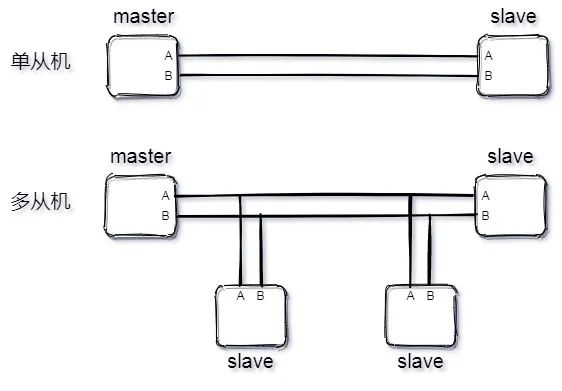 master slave
单从机 A A
B B
master slave
多从机 A A
B B
A B A B
slave slave